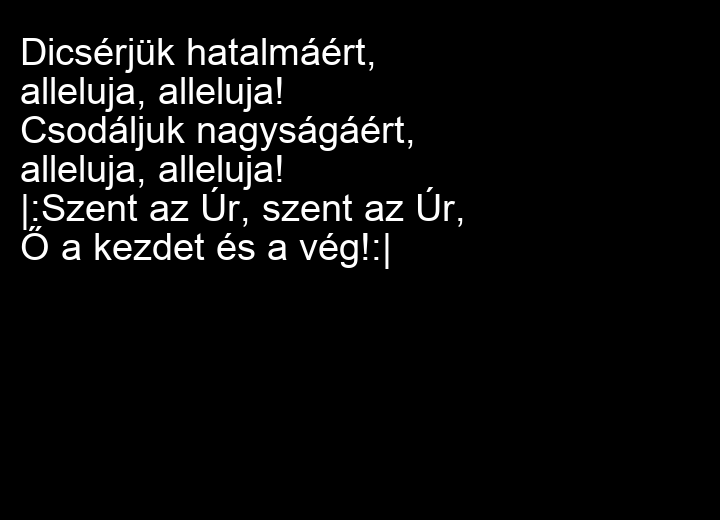 Dicsérjük hatalmáért,
alleluja, alleluja!
Csodáljuk nagyságáért,
alleluja, alleluja!
|:Szent az Úr, szent az Úr,
Ő a kezdet és a vég!:|